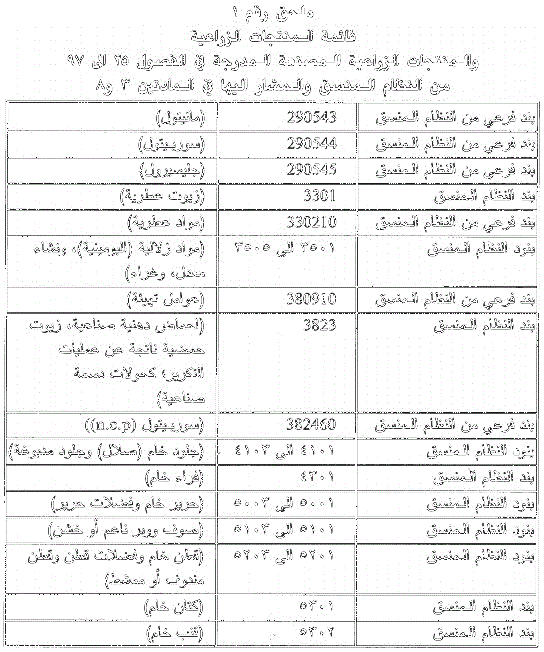 ملحق رقم ١
قائمة المنتجات الزراعية
والمنتجات الزراعية المصنعة المدرجة في الفصول ٢٥ الى ٩٧
من النظام المنسق والمشار اليها في المادتين ٣ و٨
بند فرعي من النظام المنسق 290543 (مانيتول)
بند فرعي من النظام المنسق 290544 (سوربيتول)
بند فرعي من النظام المنسق 290545 (جليسيرول)
بند النظام المنسق 3301 (زيوت عطرية)
بند فرعي من النظام المنسق 330210 (مواد عطرية)
بنود النظام المنسق ٣٥٠١ الى ٣٥٠٥ (مواد زلالية (اليومينية)، ونشاء
معدل، وغراء)
بند فرعي من النظام المنسق 380910 (عوامل تهيئة)
بند النظام المنسق 3823 (احماض دهنية صناعية، زيوت
حمضية ناتجة عن عمليات
التكرير؛ كحولات دسمة
صناعية)
بند فرعي من النظام المنسق 382460 (سوربيتول (n.o.p))
بنود النظام المنسق ٤١٠١ الى ٤١٠٣ (جلود خام (صلال) وجلود مدبوغة)
بند النظام المنسق ٤٣٠١ (فراء خام)
بنود النظام المنسق ٥٠٠١ الى ٥٠٠٣ (حرير خام وفضلات حرير)
بنود النظام المنسق ٥١٠١ الى ٥١٠٣ (صوف ووبر ناعم أو خشن)
بنود النظام المنسق ٥٢٠١ الى ٥٢٠٣ (قطن خام وفضلات قطن وقطن
مندوف أو ممشط)
بند النظام المنسق ٥٣٠١ (كتان خام)
بند النظام المنسق ٥٣٠٢ (قنب خام)